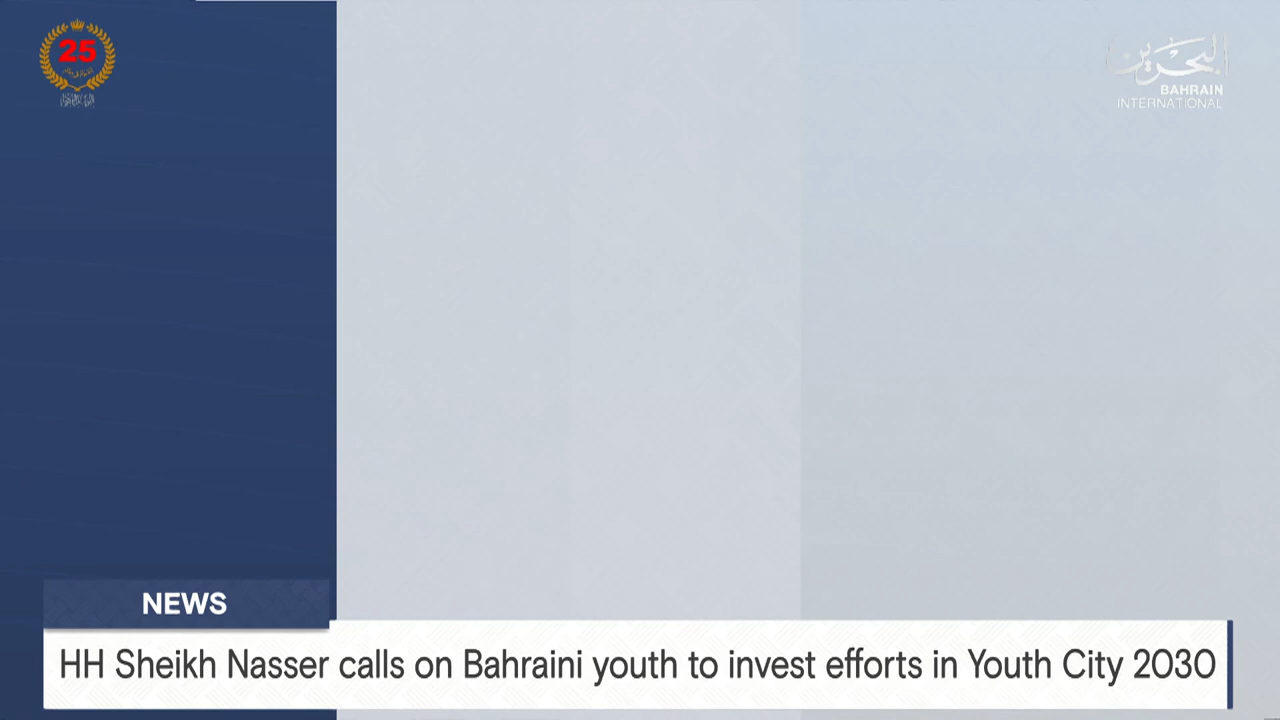 25
البحرين
BAHRAIN
INTERNATIONAL
NEWS
HH Sheikh Nasser calls on Bahraini youth to invest efforts in Youth City 2030